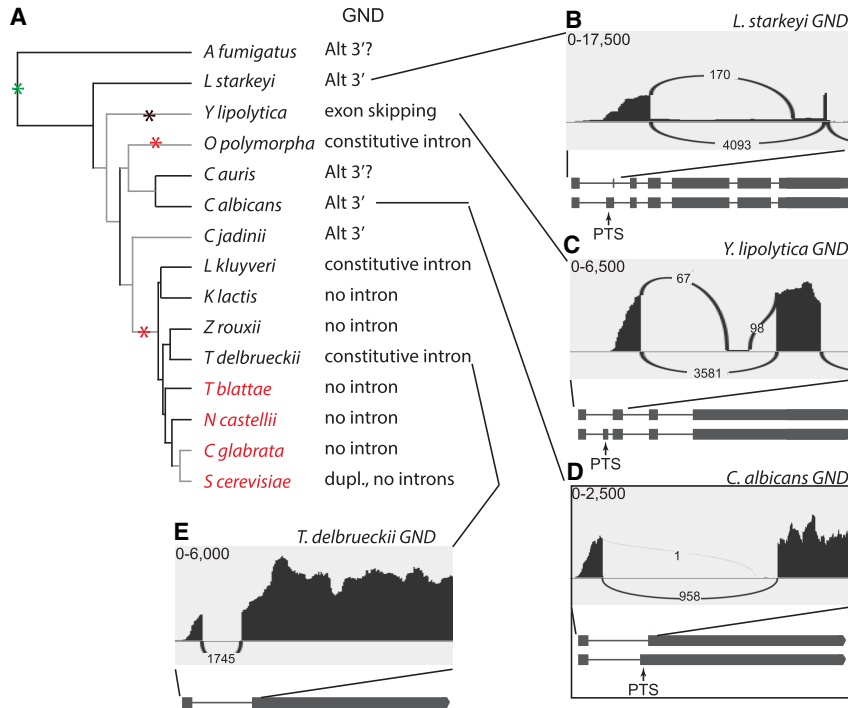 A
GND
A fumigatus Alt 3'?
L starkeyi Alt 3'
Y lipolytica exon skipping
O polymorpha constitutive intron
C auris Alt 3'?
C albicans Alt 3'
C jadinii Alt 3'
L kluyveri constitutive intron
K lactis no intron
Z rouxii no intron
T delbrueckii constitutive intron
T blattae no intron
N castellii no intron
C glabrata no intron
S cerevisiae dupl., no introns
B
L. starkeyi GND
0-17,500
170
4093
PTS
C
Y. lipolytica GND
0-6,500
67
98
3581
PTS
D
C. albicans GND
0-2,500
1
958
PTS
E
T. delbrueckii GND
0-6,000
1745